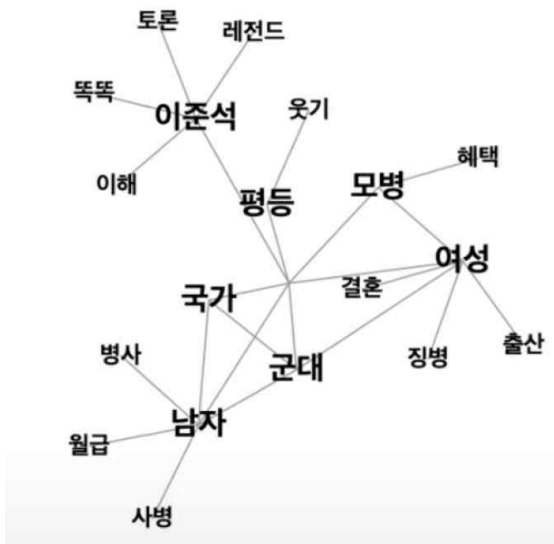 토론
레전드
똑똑
이준석
웃기
이해
평등
모병
혜택
여성
국가
결혼
병사
군대
징병
출산
남자
월급
사병